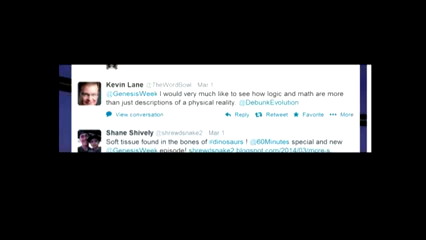 Kevin Lane @TheWordBowl · Mar 1
@GenesisWeek I would very much like to see how logic and math are more
than just descriptions of a physical reality. @DebunkEvolution
View conversation Reply Retweet Favorite More
Shane Shively @shrewdsnake2 · Mar 1
Soft tissue found in the bones of #dinosaurs ! @60Minutes special and new
@GenesisWeek episode! shrewdsnake2.blogspot.com/2014/03/more-s